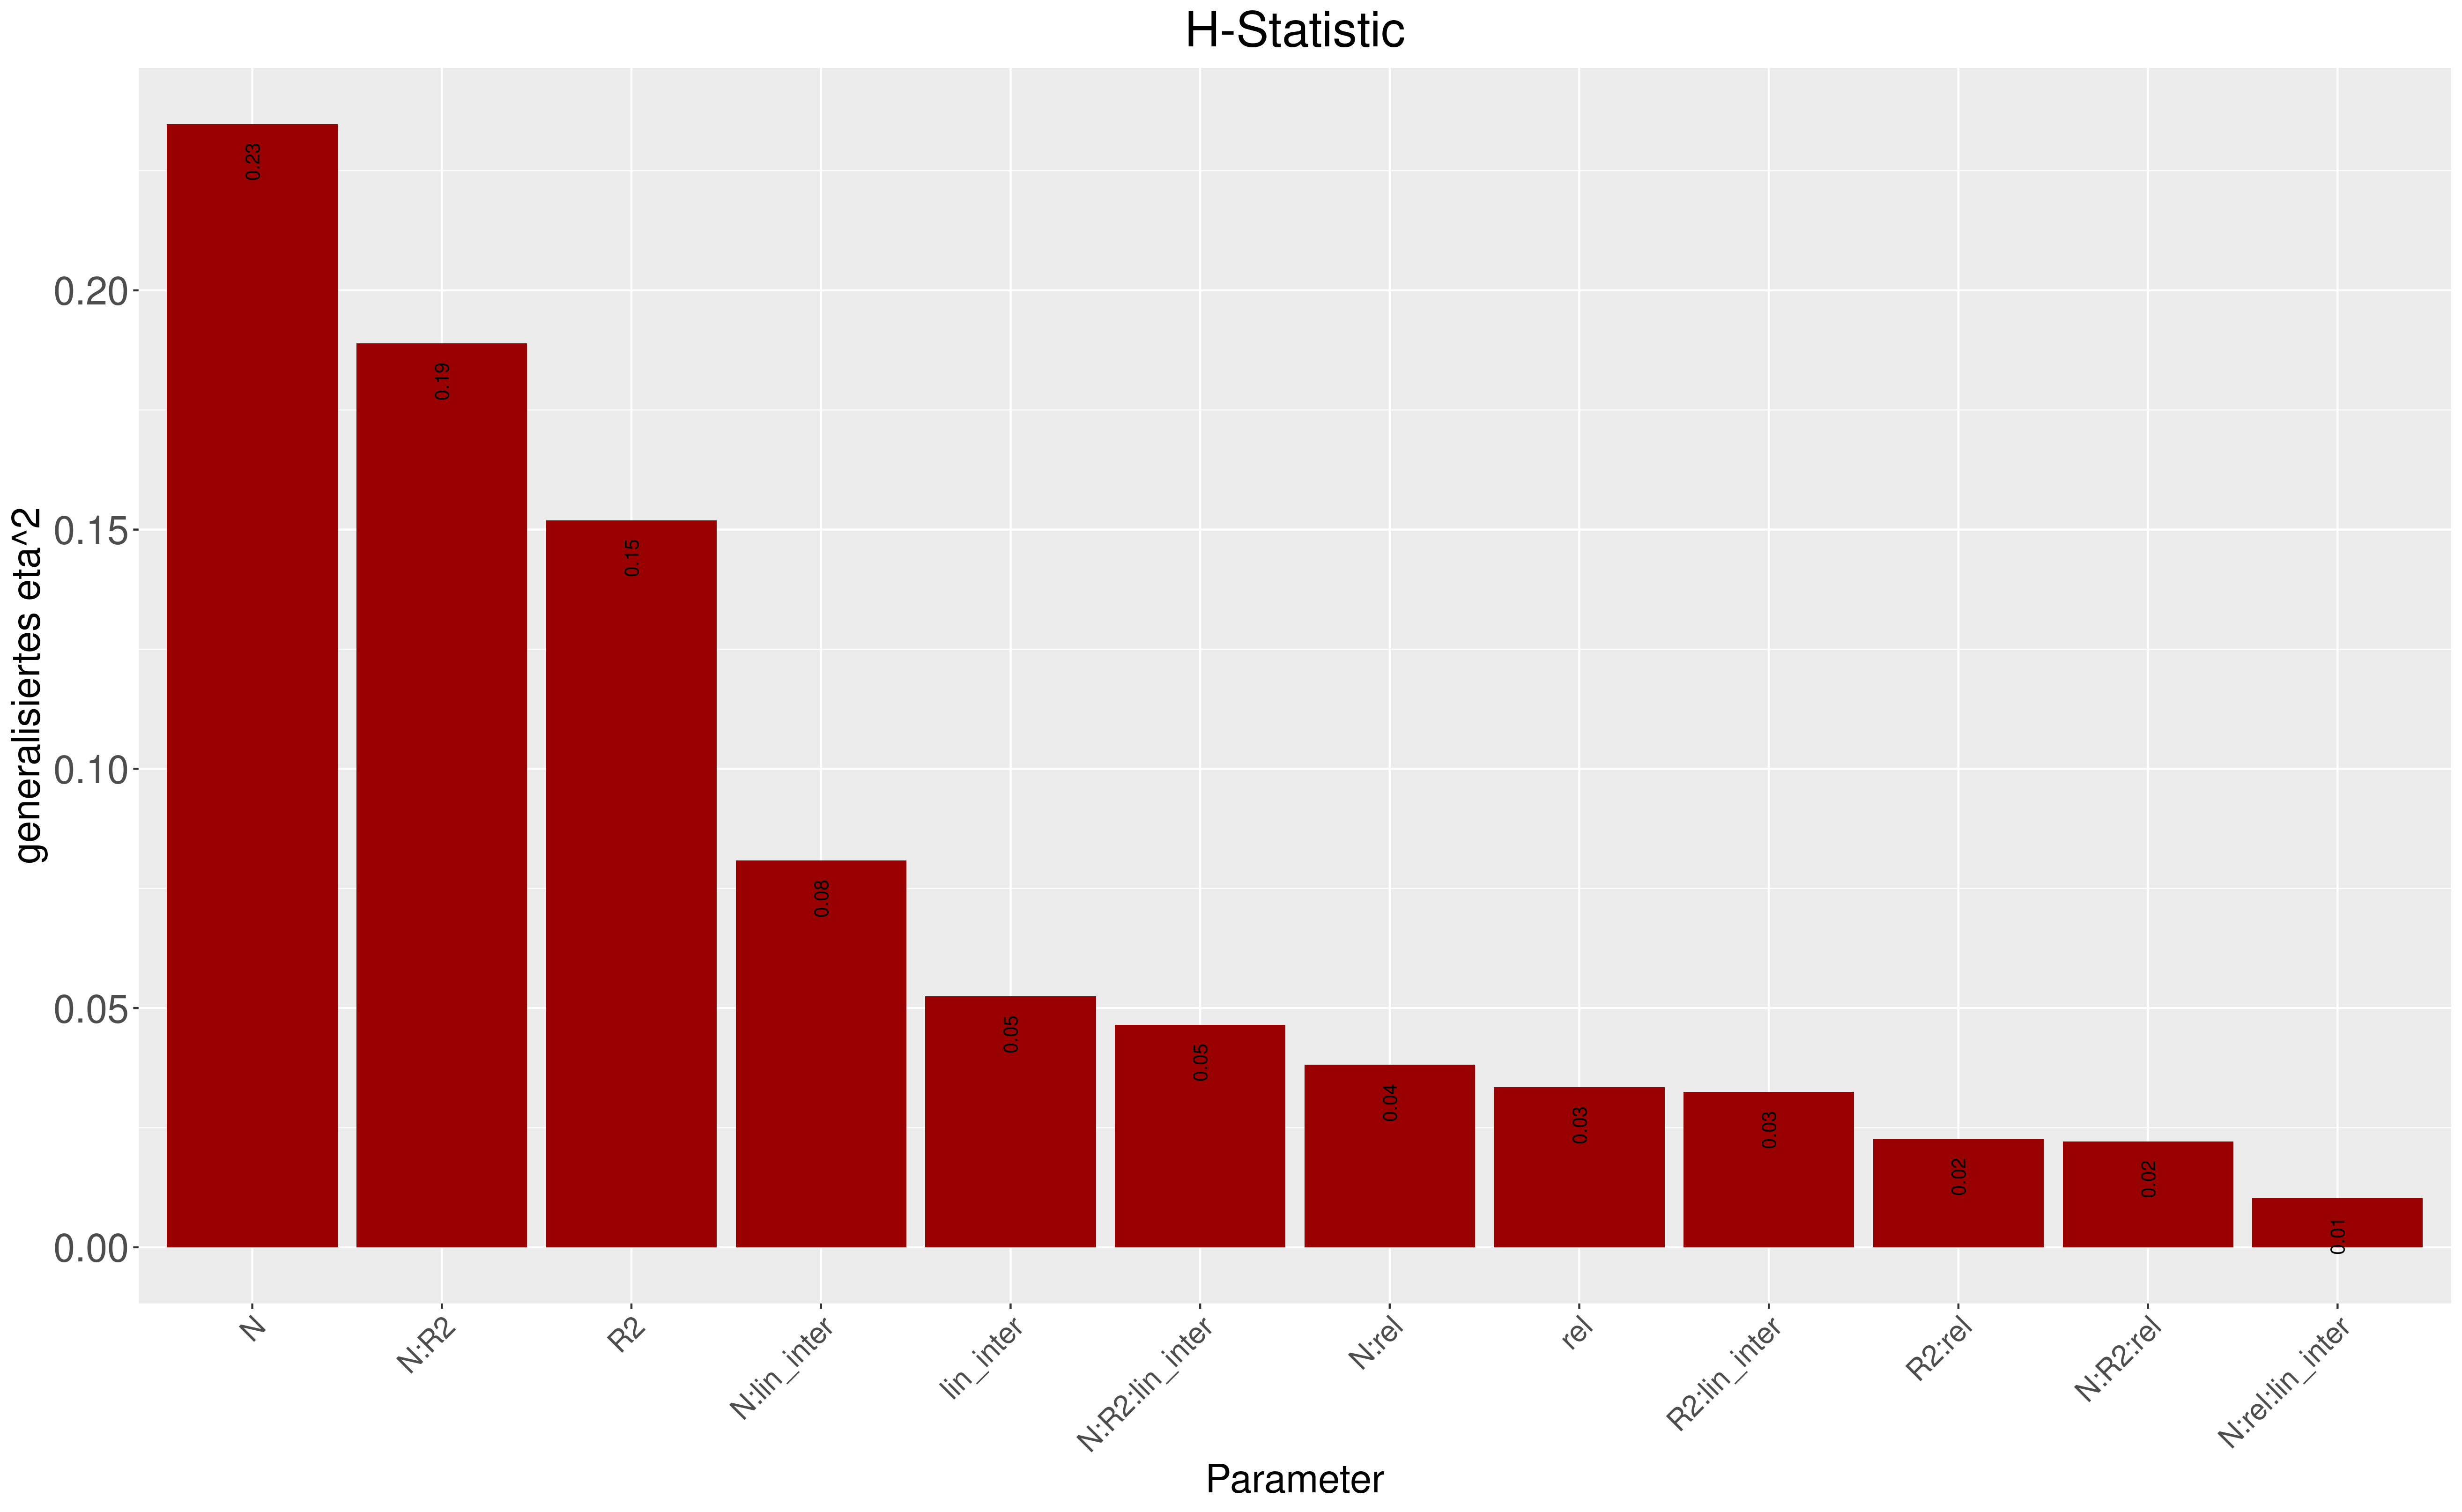 H-Statistic
generalisiertes eta^2
0.20
0.15
0.10
0.05
0.00
0.23
0.19
0.15
0.08
0.05
0.05
0.04
0.03
0.03
0.02
0.02
0.01
N
N:R2
R2
N:lin_inter
lin_inter
N:R2:lin_inter
N:rel
rel
R2:lin_inter
R2:rel
N:R2:rel
N:rel:lin_inter
Parameter